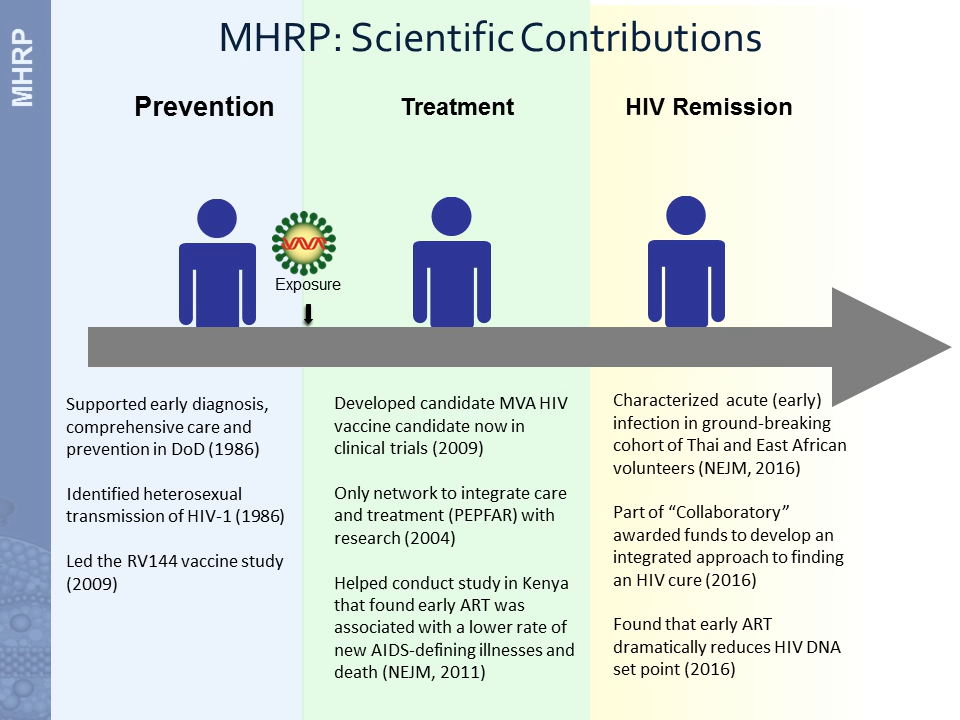 MHRP
MHRP: Scientific Contributions
Prevention
Treatment
HIV Remission
Exposure
Supported early diagnosis,
comprehensive care and
prevention in DoD (1986)
Identified heterosexual
transmission of HIV-1 (1986)
Led the RV144 vaccine study
(2009)
Developed candidate MVA HIV
vaccine candidate now in
clinical trials (2009)
Only network to integrate care
and treatment (PEPFAR) with
research (2004)
Helped conduct study in Kenya
that found early ART was
associated with a lower rate of
new AIDS-defining illnesses and
death (NEJM, 2011)
Characterized acute (early)
infection in ground-breaking
cohort of Thai and East African
volunteers (NEJM, 2016)
Part of “Collaboratory”
awarded funds to develop an
integrated approach to finding
an HIV cure (2016)
Found that early ART
dramatically reduces HIV DNA
set point (2016)